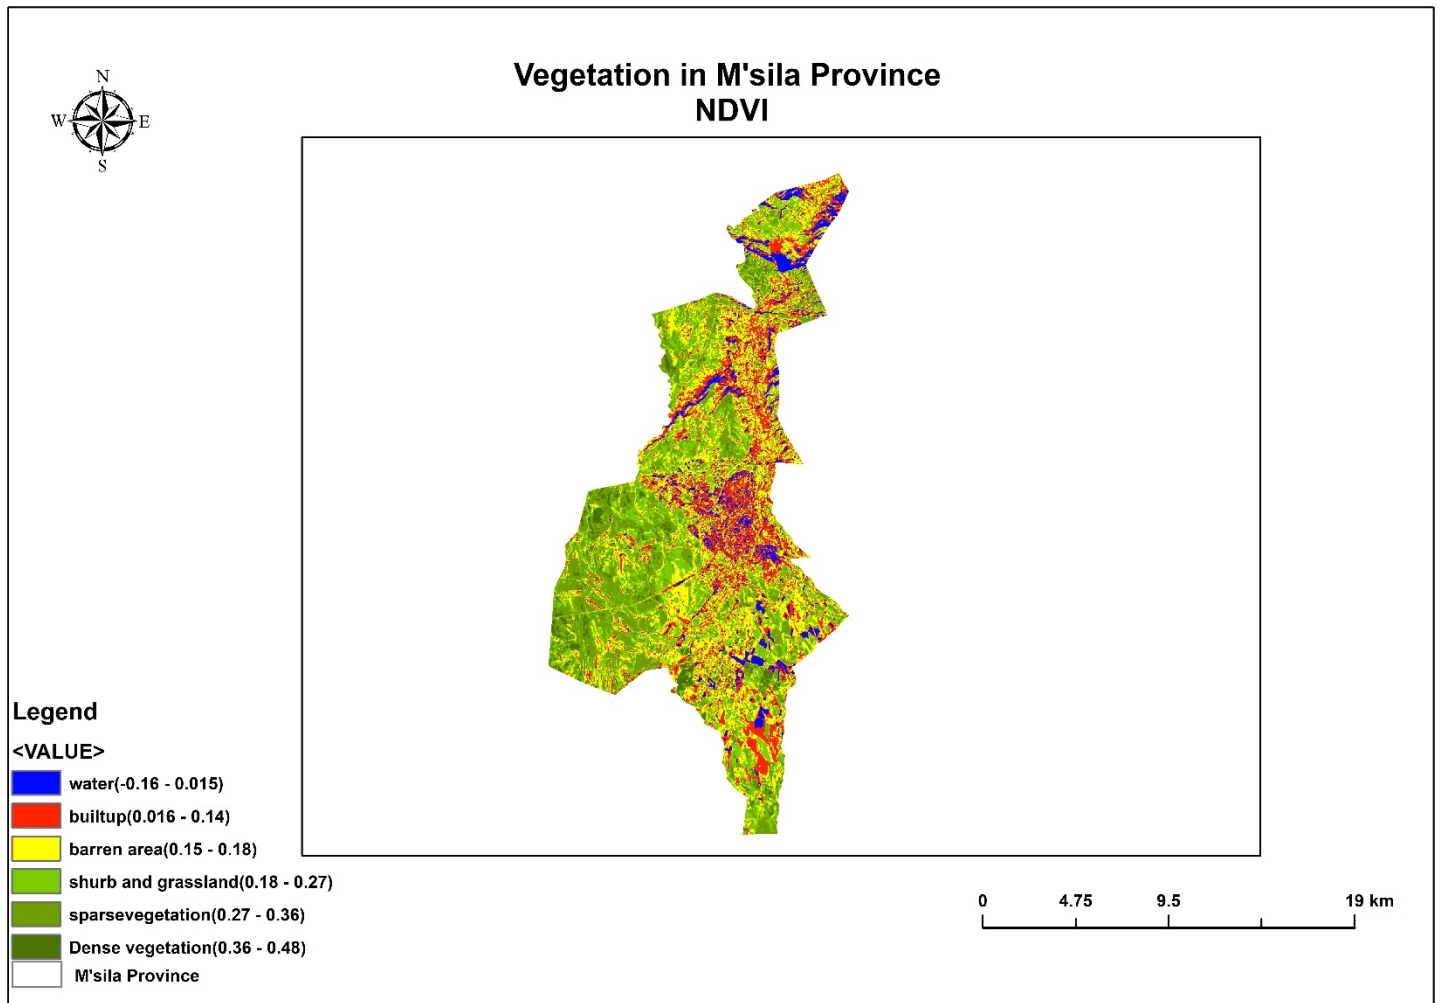 Vegetation in M'sila Province
NDVI
N
W E
S
Legend
<VALUE>
water(-0.16 - 0.015)
builtup(0.016 - 0.14)
barren area(0.15 - 0.18)
shurb and grassland(0.18 - 0.27)
sparsevegetation(0.27 - 0.36)
Dense vegetation(0.36 - 0.48)
M'sila Province
0 4.75 9.5 19 km